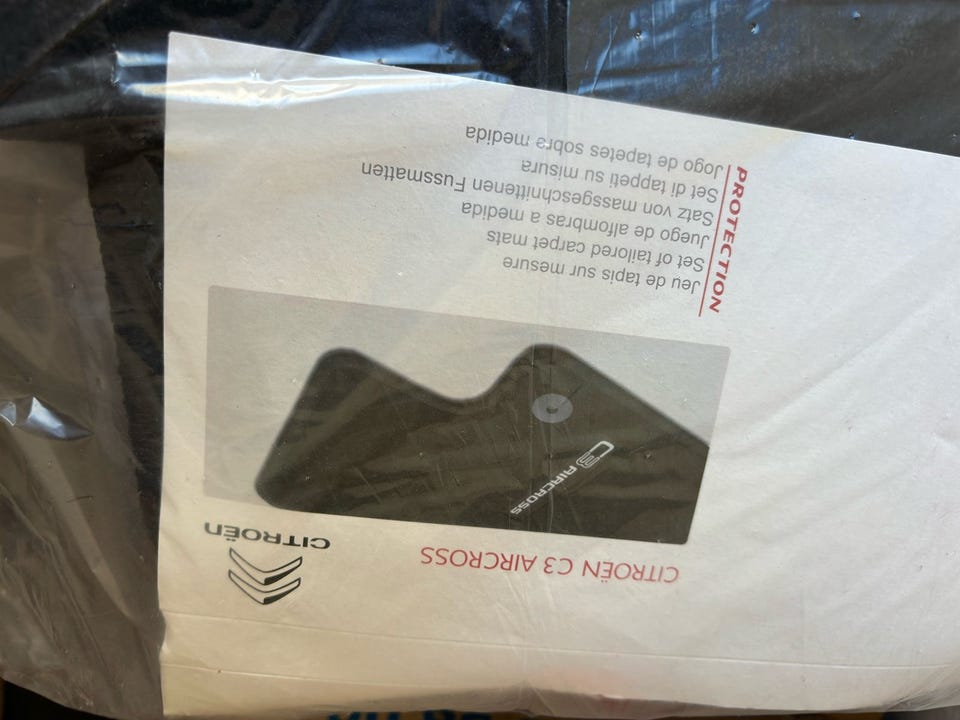 CITROËN C3 AIRCROSS
CITROËN
C3 AIRCROSS
PROTECTION
Jeu de tapis sur mesure
Set of tailored carpet mats
Juego de alfombras a medida
Satz von massgeschnittenen Fussmatten
Set di tappeti su misura
Jogo de tapetes sobre medida